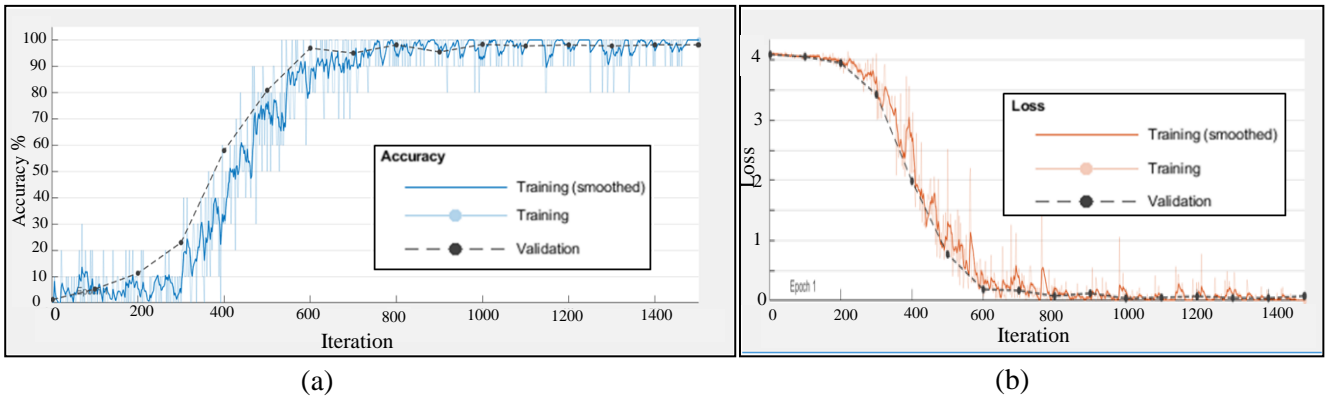 100
90
80
70
60
50
40
30
20
10
0
Accuracy %
Accuracy
Training (smoothed)
Training
Validation
0 200 400 600 800 1000 1200 1400
Iteration
(a)
4
2
1
0
Loss
Loss
Training (smoothed)
Training
Validation
Epoch 1
0 200 400 600 800 1000 1200 1400
Iteration
(b)